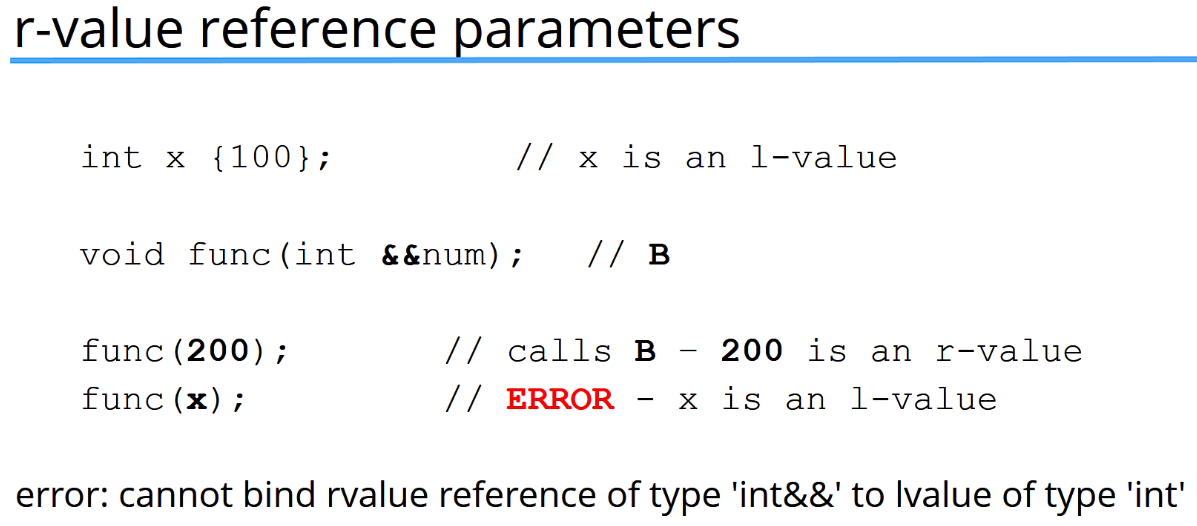 r-value reference parameters
int x {100}; // x is an l-value
void func(int &&num); // B
func(200); // calls B – 200 is an r-value
func(x); // ERROR - x is an l-value
error: cannot bind rvalue reference of type 'int&&' to lvalue of type 'int'